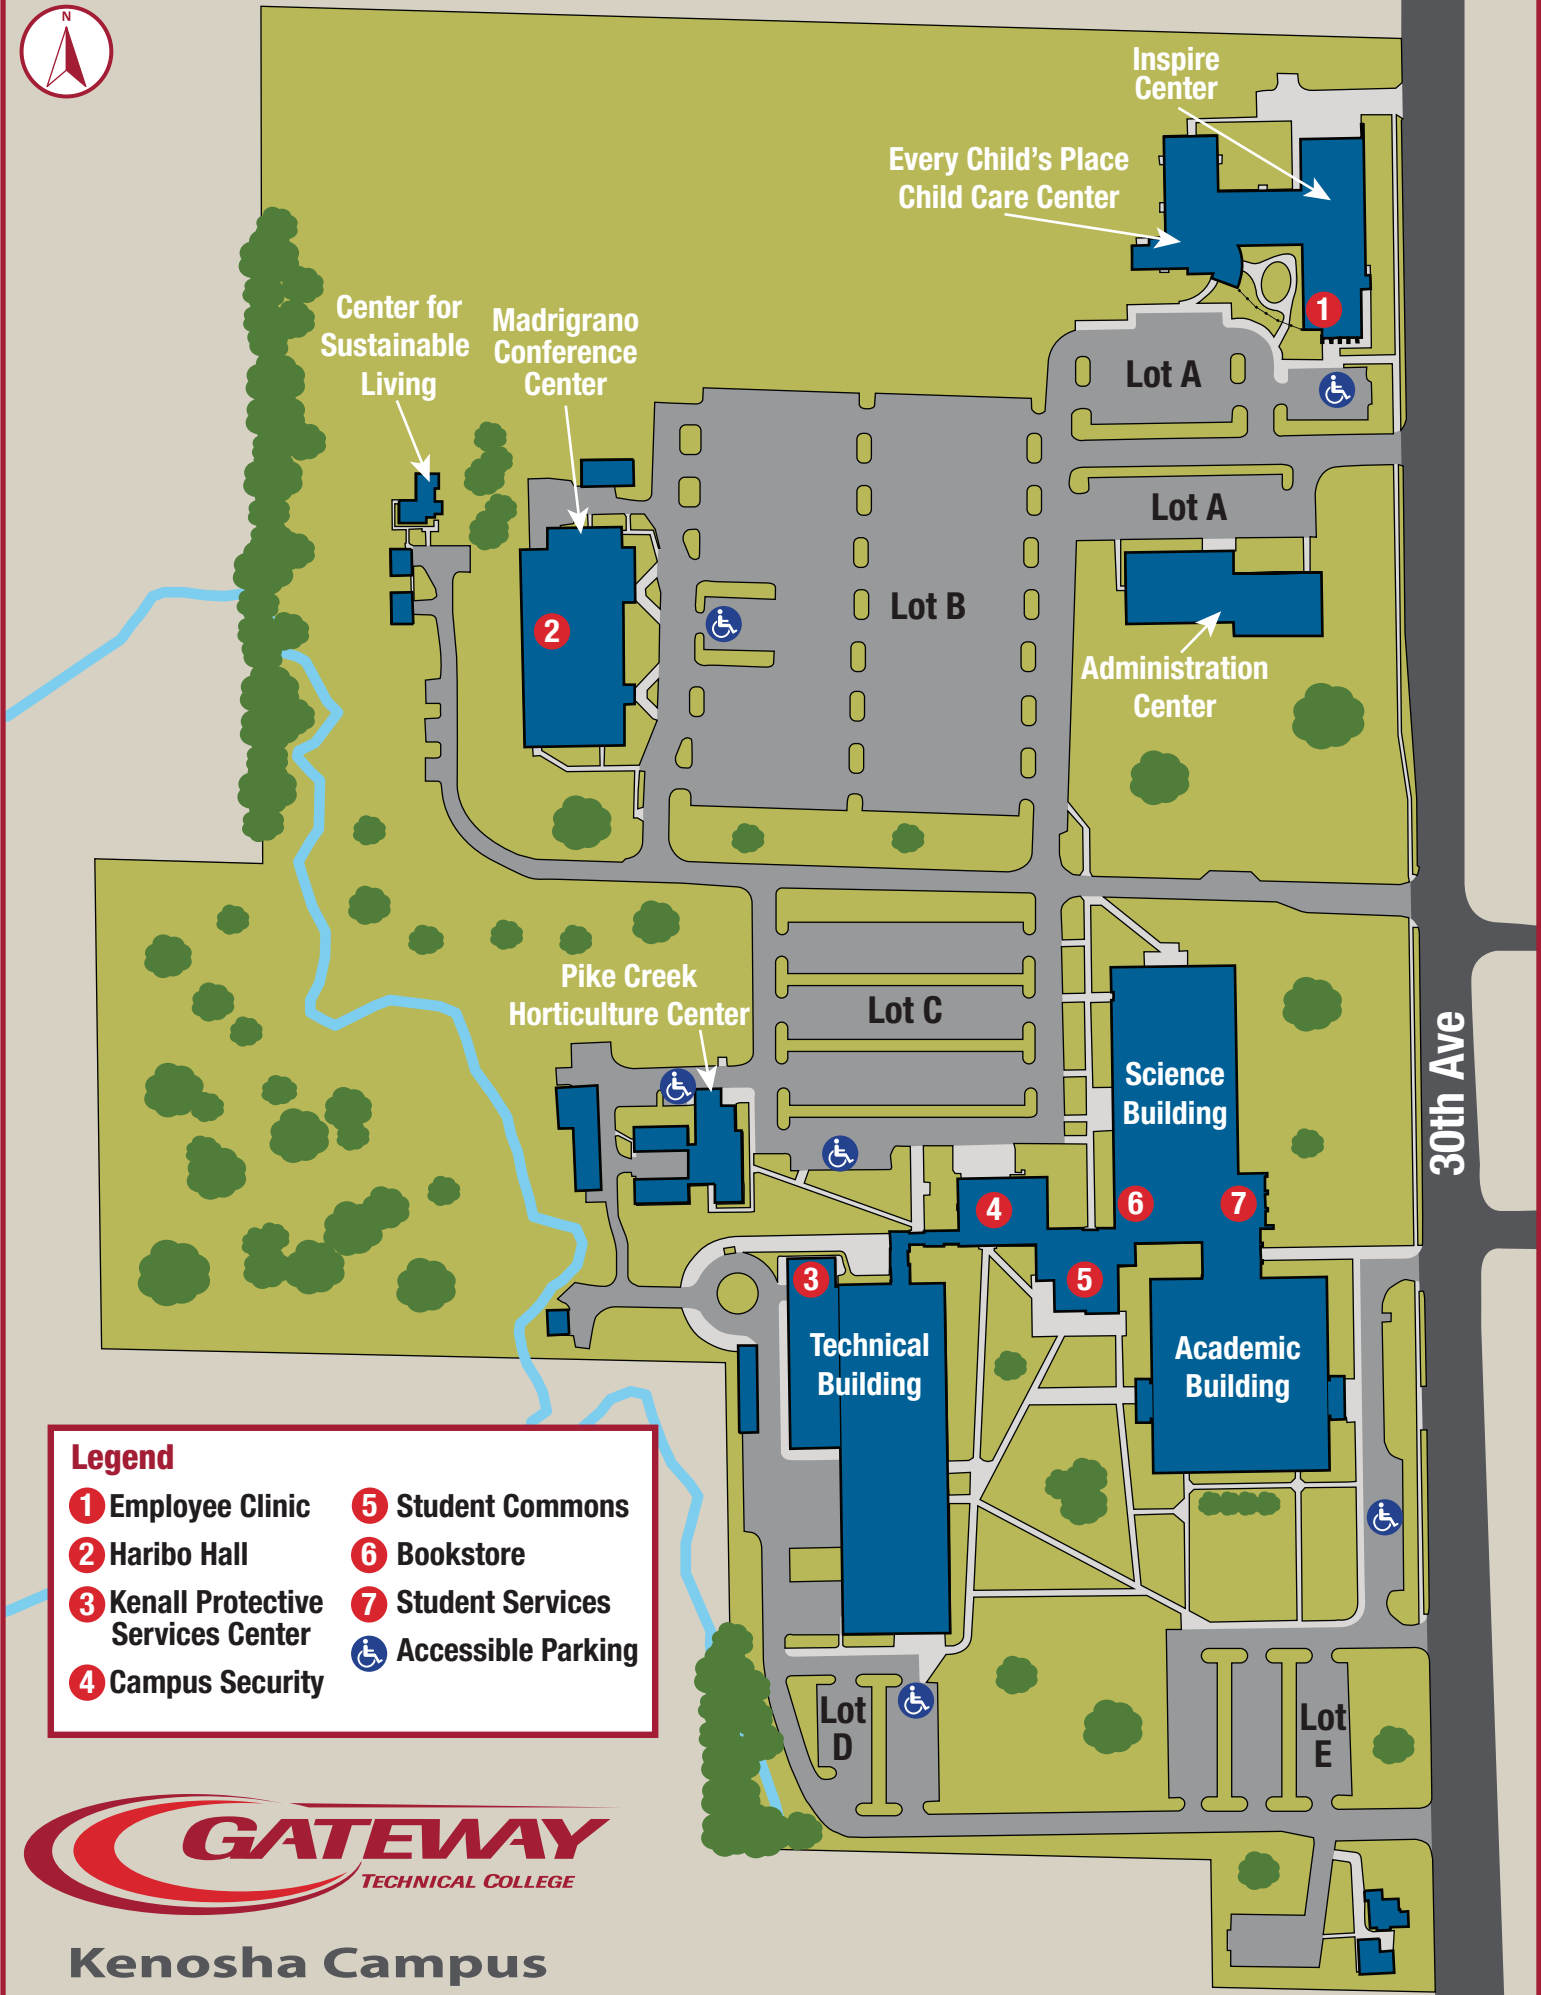 N
Inspire
Center
Every Child's Place
Child Care Center
1
Center for
Sustainable
Living
Madrigrano
Conference
Center
Lot A
Lot A
2
Lot B
Administration
Center
Pike Creek
Horticulture Center
Lot C
Science
Building
30th Ave
4
6
7
3
5
Technical
Building
Academic
Building
Legend
1 Employee Clinic
2 Haribo Hall
3 Kenall Protective
Services Center
4 Campus Security
5 Student Commons
6 Bookstore
7 Student Services
Accessible Parking
Lot
D
Lot
E
GATEWAY
TECHNICAL COLLEGE
Kenosha Campus